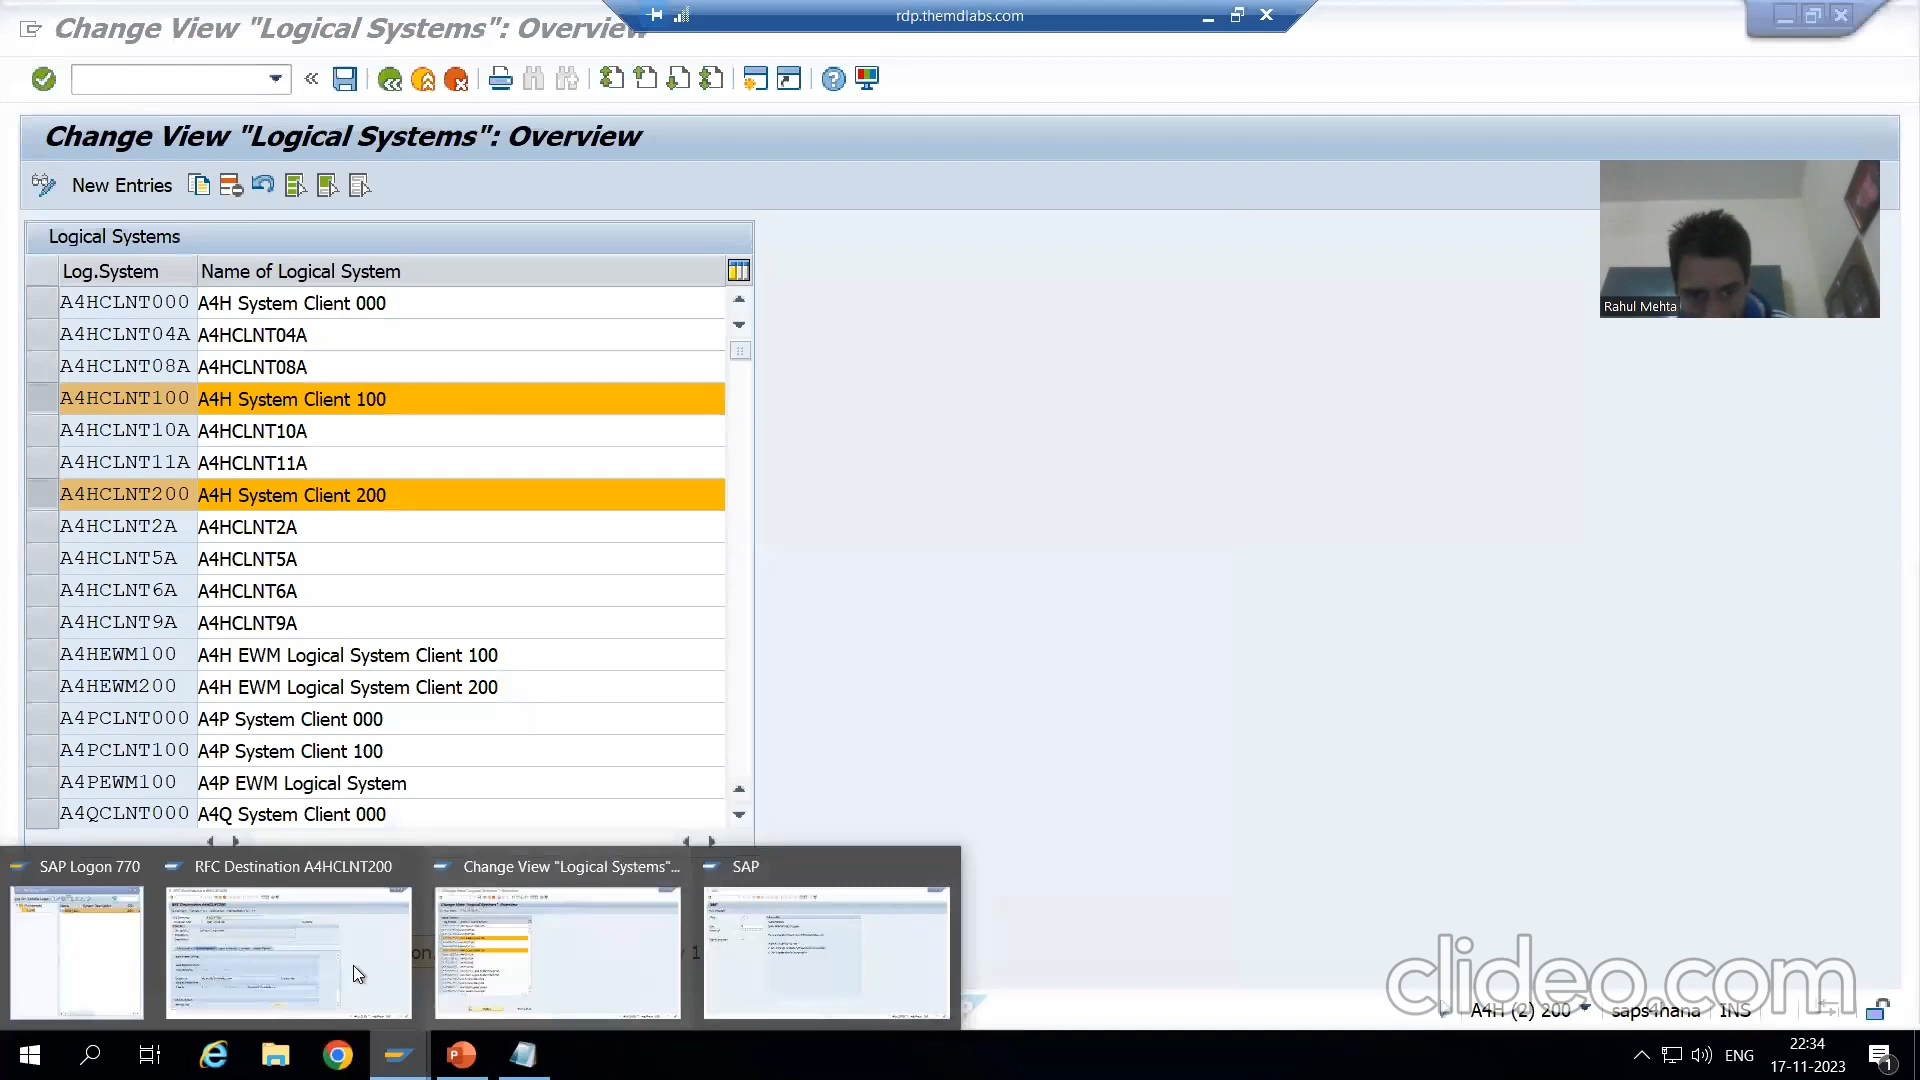 Change View "Logical Systems": Overview
rdp.themdlabs.com
Change View "Logical Systems": Overview
New Entries
Logical Systems
Log.System Name of Logical System
A4HCLNT000 A4H System Client 000
A4HCLNT04A A4HCLNT04A
A4HCLNT08A A4HCLNT08A
A4HCLNT100 A4H System Client 100
A4HCLNT10A A4HCLNT10A
A4HCLNT11A A4HCLNT11A
A4HCLNT200 A4H System Client 200
A4HCLNT2A A4HCLNT2A
A4HCLNT5A A4HCLNT5A
A4HCLNT6A A4HCLNT6A
A4HCLNT9A A4HCLNT9A
A4HEWM100 A4H EWM Logical System Client 100
A4HEWM200 A4H EWM Logical System Client 200
A4PCLNT000 A4P System Client 000
A4PCLNT100 A4P System Client 100
A4PEWM100 A4P EWM Logical System
A4QCLNT000 A4Q System Client 000
Rahul Mehta
SAP Logon 770 RFC Destination A4HCLNT200 Change View "Logical Systems"... SAP
clideo.com
A4H (2) 200 saps4hana INS
ENG
22:34
17-11-2023
1